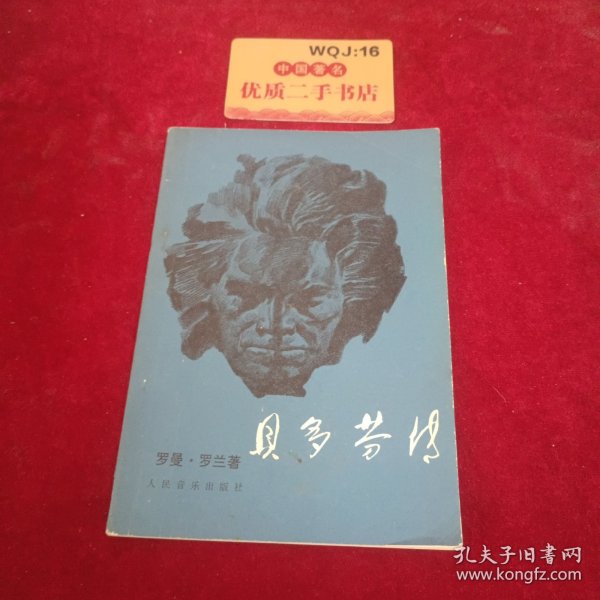 WQJ:16
中国著名
优质二手书店
贝多芬传
罗曼·罗兰著
人民音乐出版社
孔夫子旧书网
www.kongfz.com